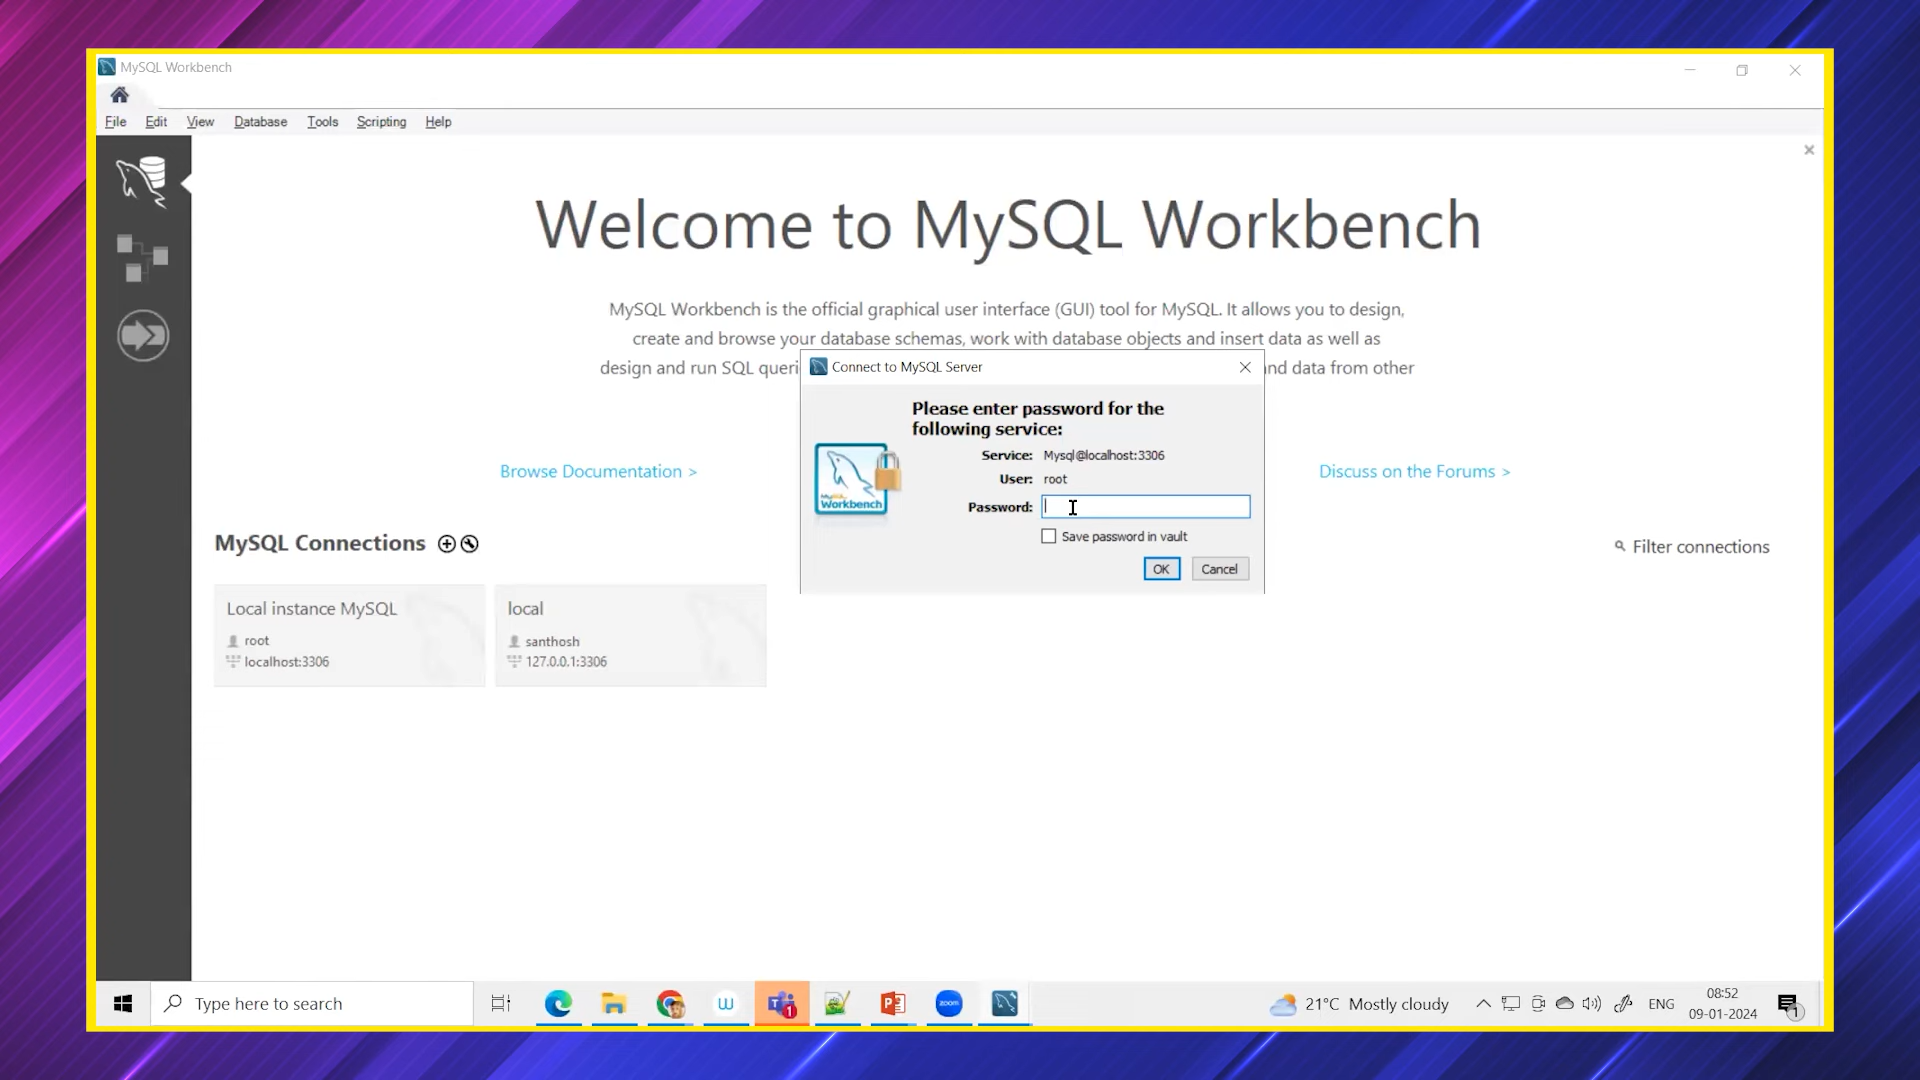 MySQL Workbench
File Edit View Database Tools Scripting Help
Welcome to MySQL Workbench
MySQL Workbench is the official graphical user interface (GUI) tool for MySQL. It allows you to design,
create and browse your database schemas, work with database objects and insert data as well as
design and run SQL queri
nd data from other
Connect to MySQL Server
Please enter password for the
following service:
Service: Mysql@localhost:3306
User: root
Password:
Save password in vault
OK Cancel
MySQL
Workbench
Browse Documentation >
Discuss on the Forums >
MySQL Connections
Filter connections
Local instance MySQL
root
localhost:3306
local
santhosh
127.0.0.1:3306
Type here to search
W
T
1
P
zoom
21°C Mostly cloudy
ENG
08:52
09-01-2024
1